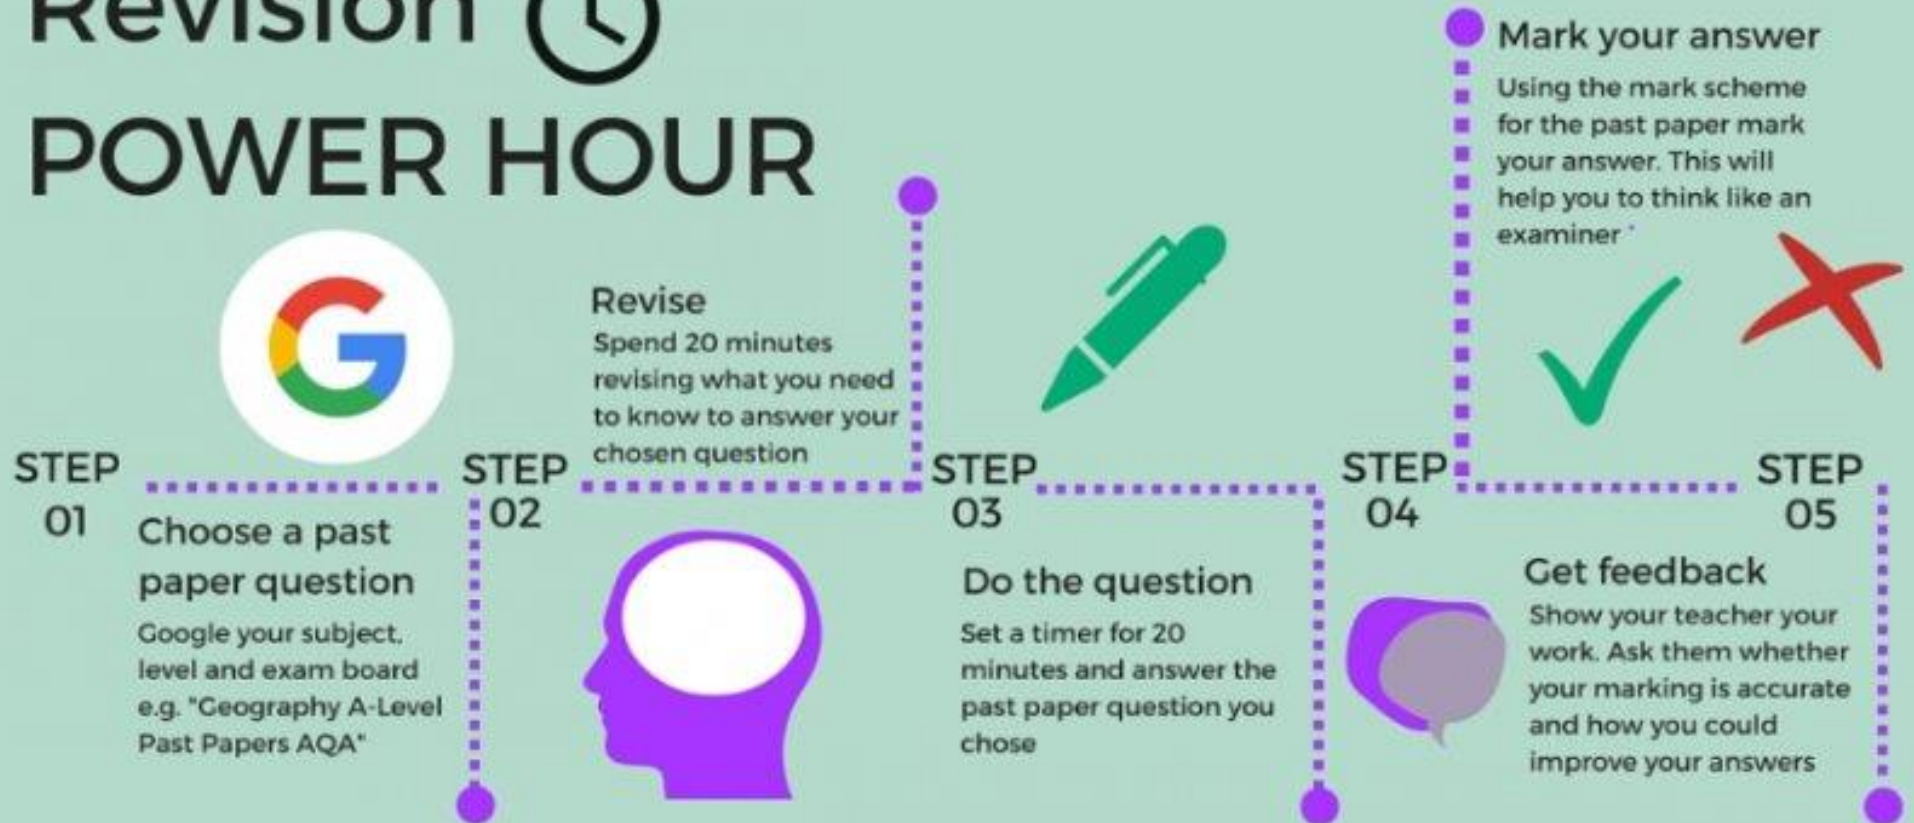 Revision
POWER HOUR
STEP
01
Choose a past
paper question
Google your subject,
level and exam board
e.g. "Geography A-Level
Past Papers AQA"
STEP
02
Revise
Spend 20 minutes
revising what you need
to know to answer your
chosen question
STEP
03
Do the question
Set a timer for 20
minutes and answer the
past paper question you
chose
STEP
04
Mark your answer
Using the mark scheme
for the past paper mark
your answer. This will
help you to think like an
examiner
STEP
05
Get feedback
Show your teacher your
work. Ask them whether
your marking is accurate
and how you could
improve your answers